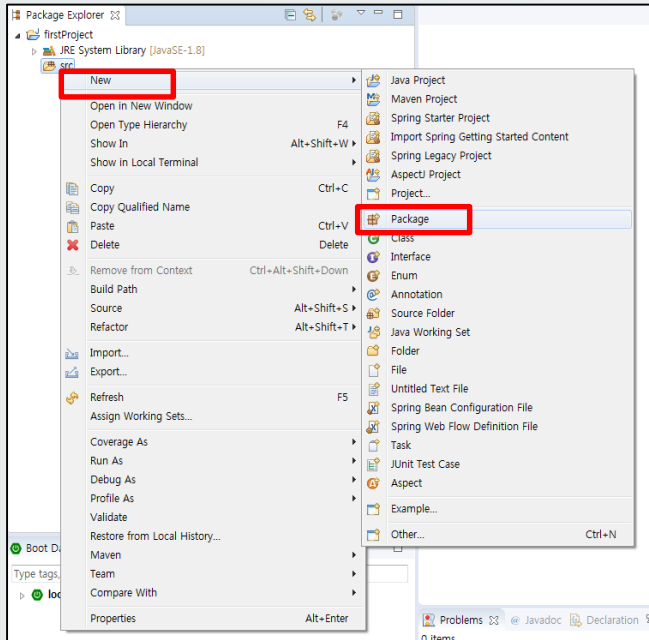 Package Explorer
firstProject
JRE System Library [JavaSE-1.8]
src
New
Open in New Window
Open Type Hierarchy F4
Show In Alt+Shift+W
Show in Local Terminal
Copy Ctrl+C
Copy Qualified Name
Paste Ctrl+V
Delete Delete
Remove from Context Ctrl+Alt+Shift+Down
Build Path
Source Alt+Shift+S
Refactor Alt+Shift+T
Import...
Export...
Refresh F5
Assign Working Sets...
Coverage As
Run As
Debug As
Profile As
Validate
Restore from Local History...
Maven
Team
Compare With
Properties Alt+Enter
Java Project
Maven Project
Spring Starter Project
Import Spring Getting Started Content
Spring Legacy Project
AspectJ Project
Project...
Package
Class
Interface
Enum
Annotation
Source Folder
Java Working Set
Folder
File
Untitled Text File
Spring Bean Configuration File
Spring Web Flow Definition File
Task
JUnit Test Case
Aspect
Example...
Other... Ctrl+N
Boot
Type tags,
Problems Javadoc Declaration
0 items